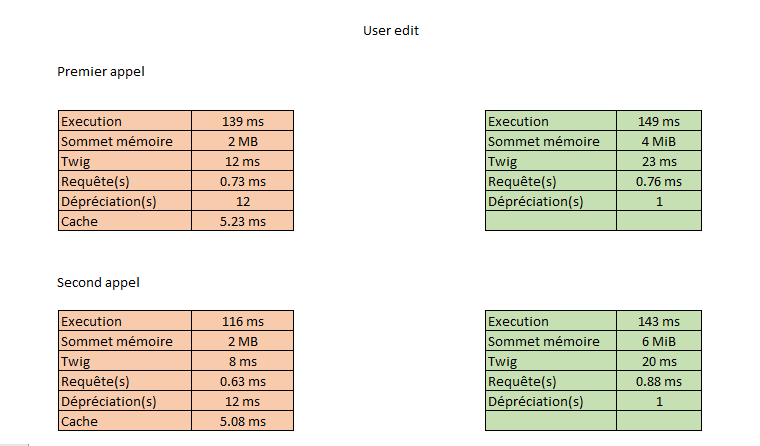 User edit
Premier appel
Execution 139 ms
Sommet mémoire 2 MB
Twig 12 ms
Requête(s) 0.73 ms
Dépréciation(s) 12
Cache 5.23 ms
Execution 149 ms
Sommet mémoire 4 MiB
Twig 23 ms
Requête(s) 0.76 ms
Dépréciation(s) 1
Second appel
Execution 116 ms
Sommet mémoire 2 MB
Twig 8 ms
Requête(s) 0.63 ms
Dépréciation(s) 12 ms
Cache 5.08 ms
Execution 143 ms
Sommet mémoire 6 MiB
Twig 20 ms
Requête(s) 0.88 ms
Dépréciation(s) 1